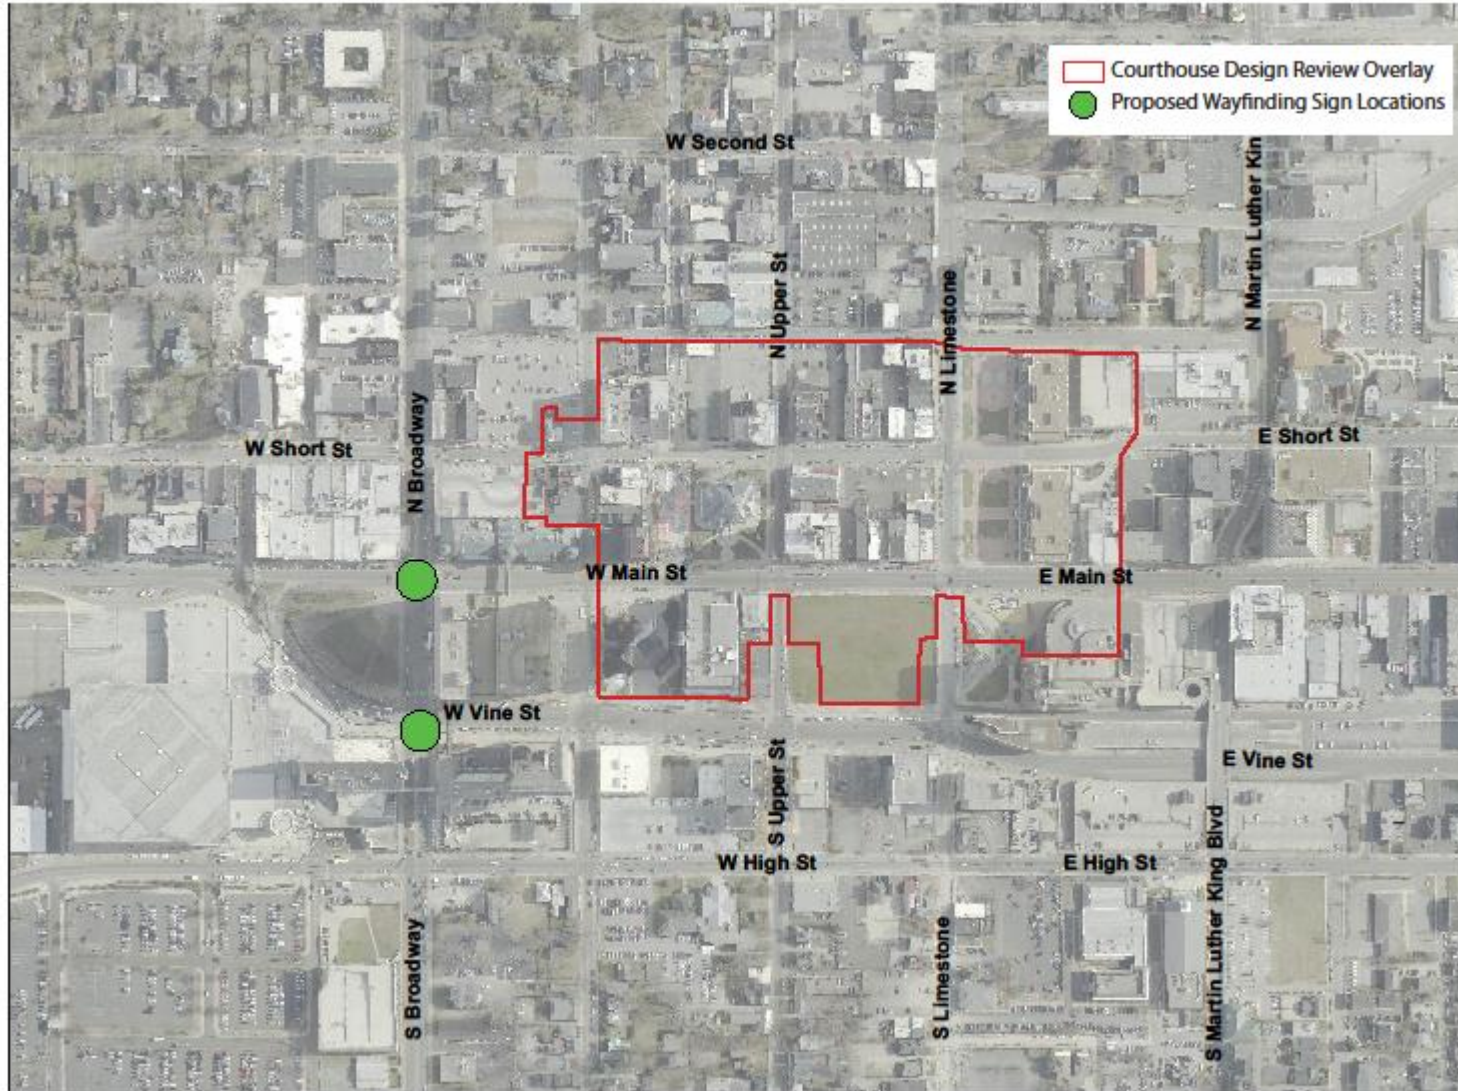 Courthouse Design Review Overlay
Proposed Wayfinding Sign Locations
W Second St
N Martin Luther Kin
N Upper St
N Limestone
N Broadway
W Short St
E Short St
W Main St
E Main St
W Vine St
E Vine St
S Upper St
W High St
E High St
S Broadway
S Limestone
S Martin Luther King Blvd